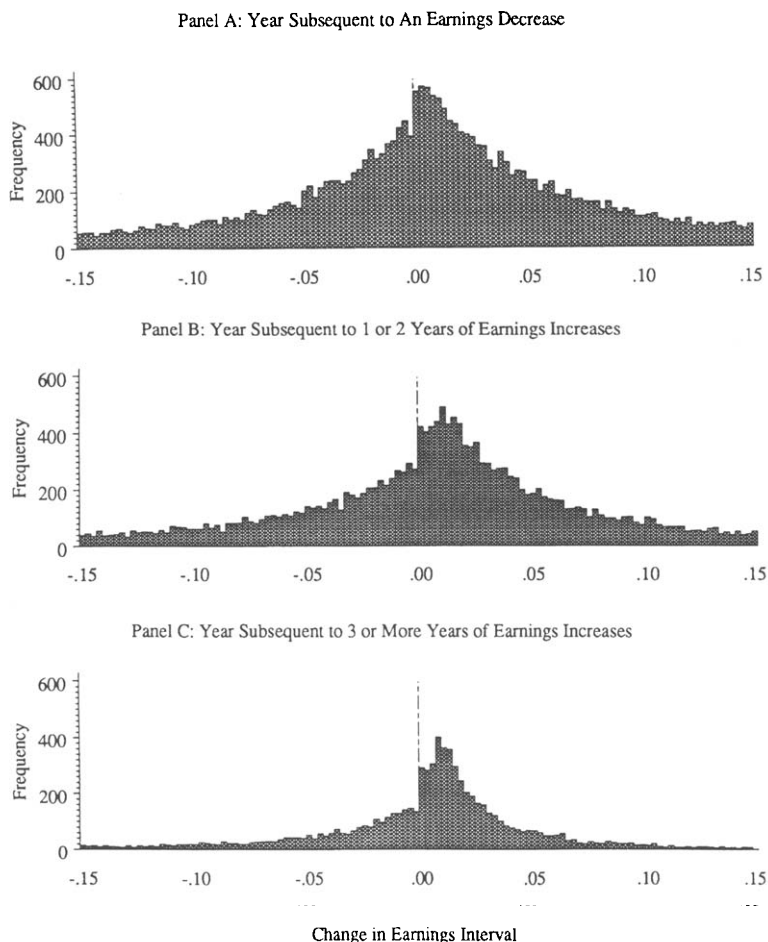 Panel A: Year Subsequent to An Earnings Decrease
600
400
200
0
Frequency
-.15 -.10 -.05 .00 .05 .10 .15
Panel B: Year Subsequent to 1 or 2 Years of Earnings Increases
600
400
200
0
Frequency
-.15 -.10 -.05 .00 .05 .10 .15
Panel C: Year Subsequent to 3 or More Years of Earnings Increases
600
400
200
0
Frequency
-.15 -.10 -.05 .00 .05 .10 .15
Change in Earnings Interval